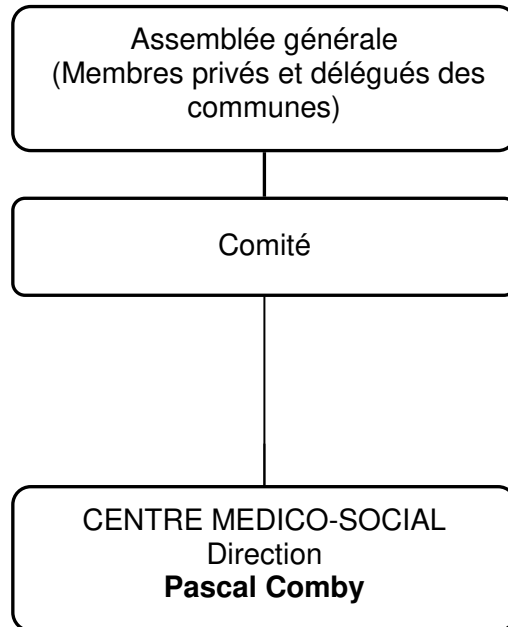 Assemblée générale
(Membres privés et délégués des
communes)
Comité
CENTRE MEDICO-SOCIAL
Direction
Pascal Comby